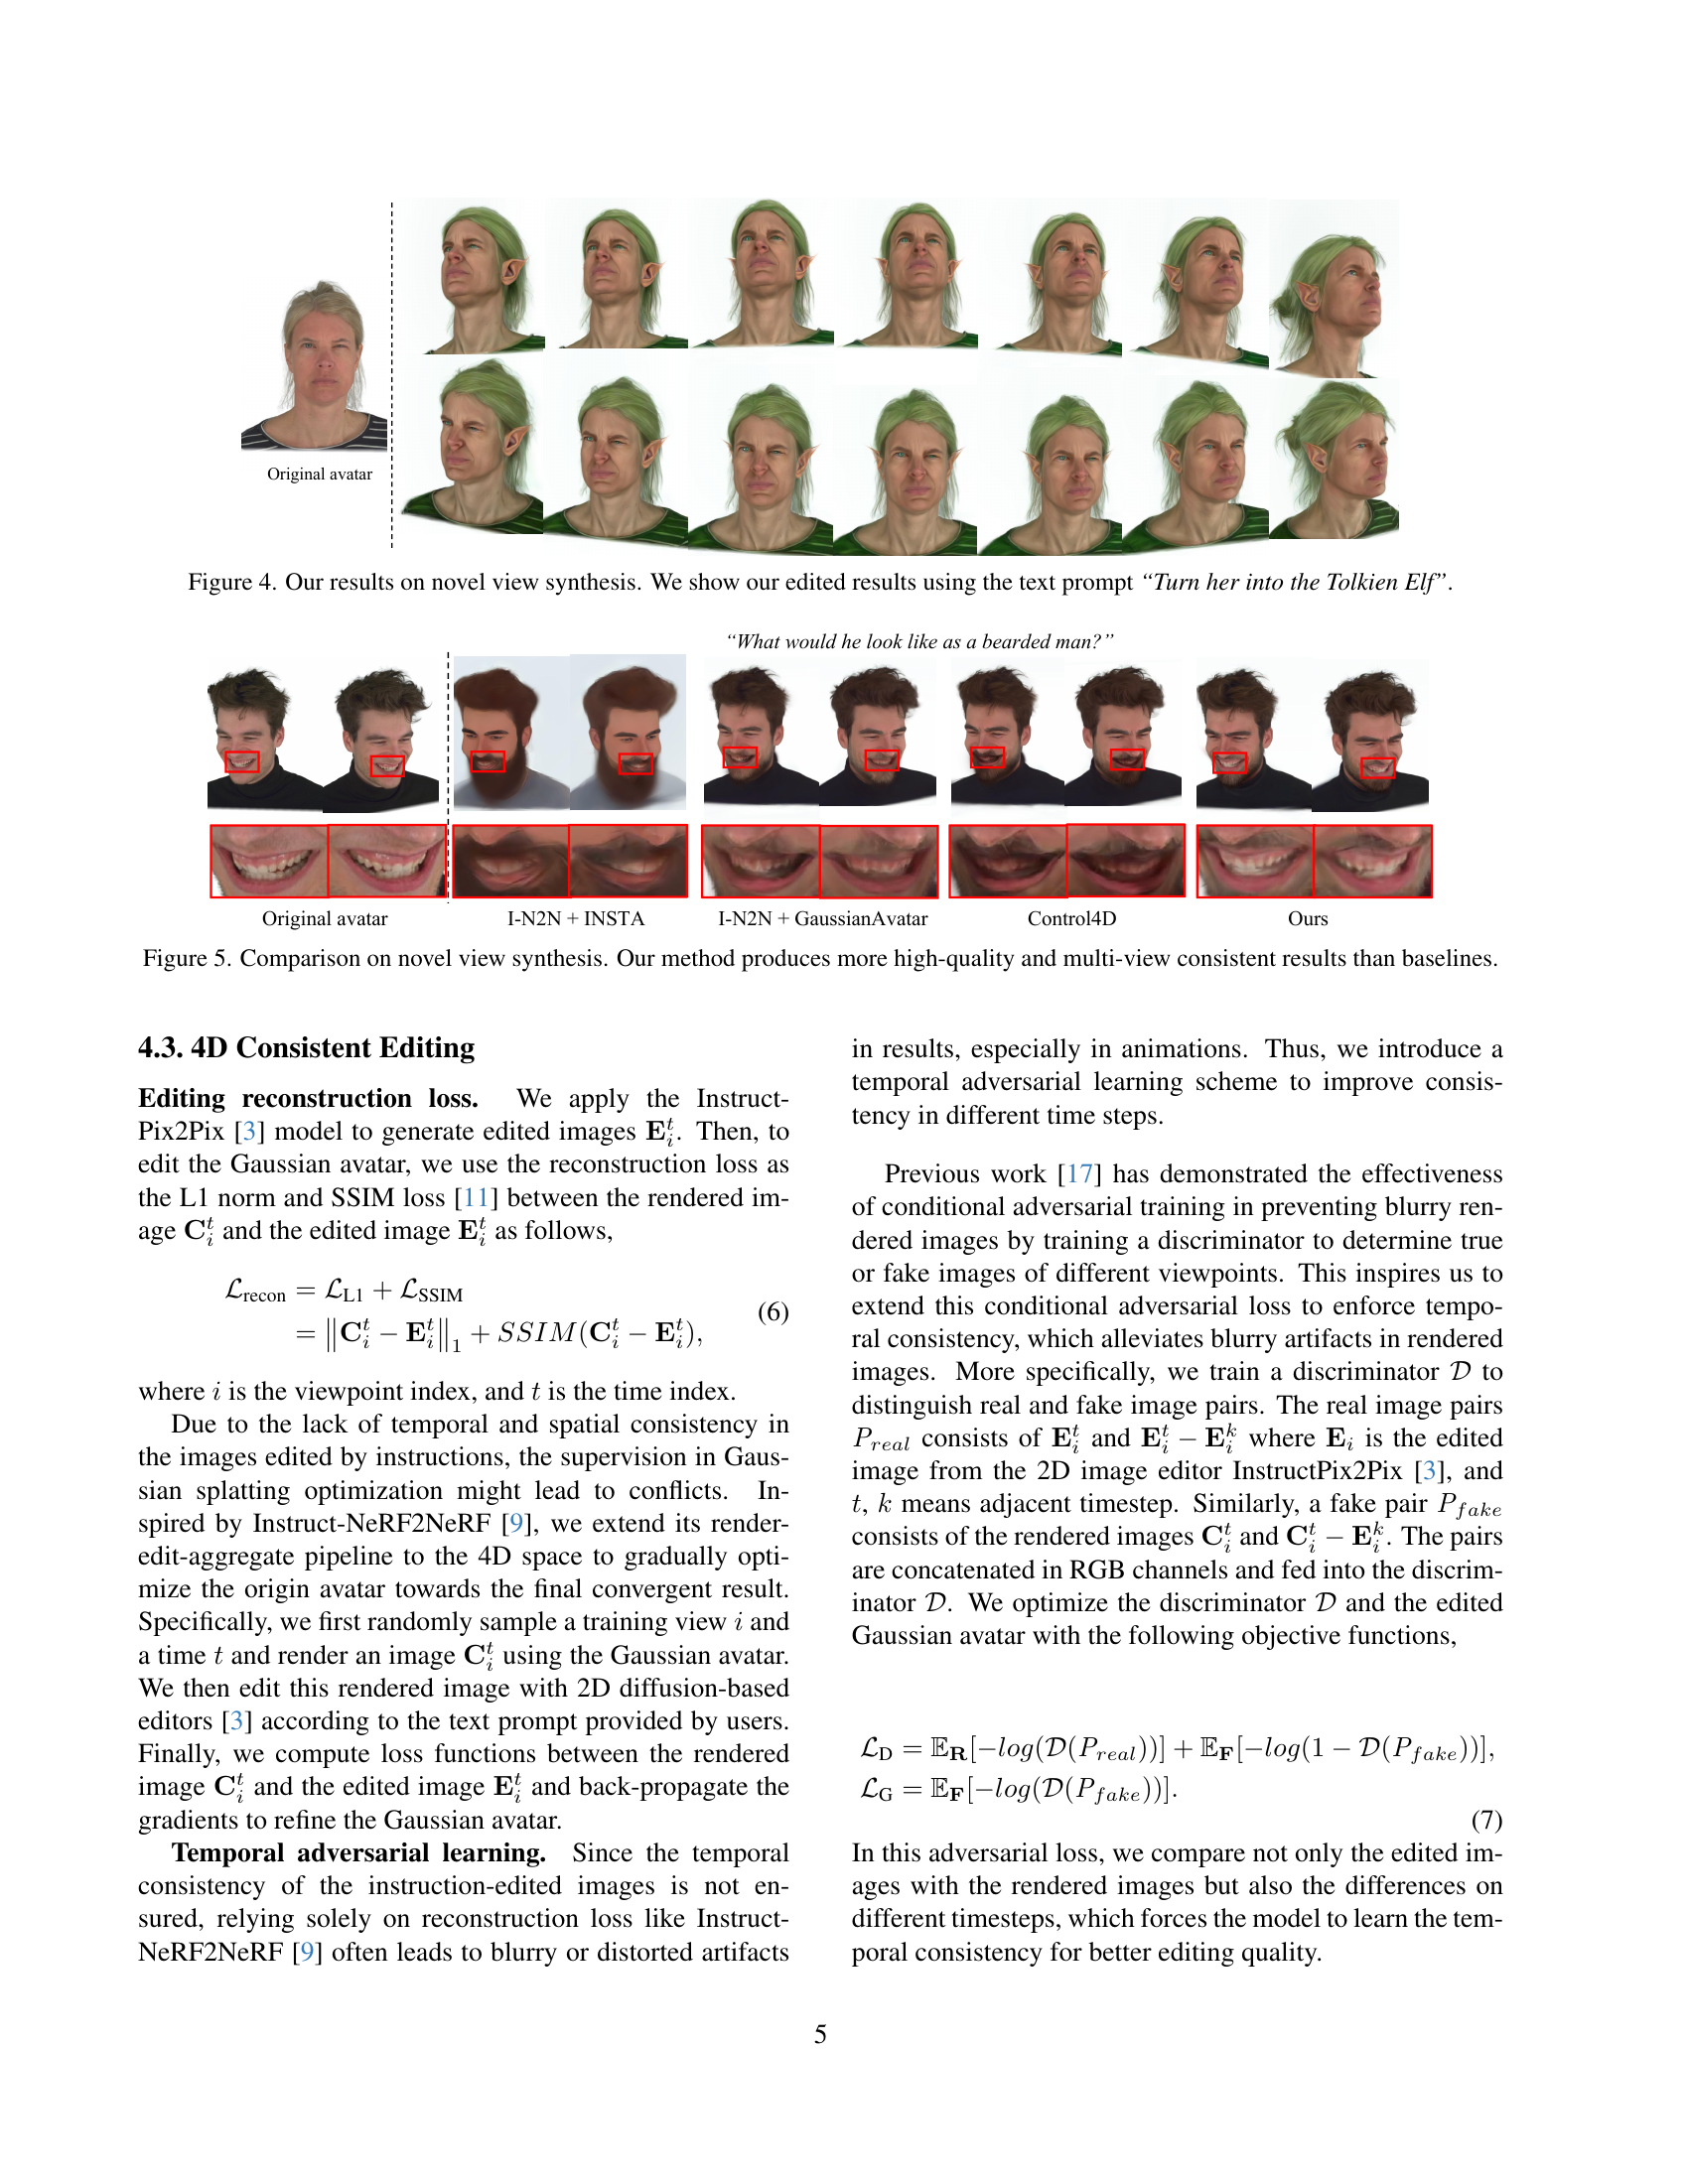 Original avatar
Figure 4. Our results on novel view synthesis. We show our edited results using the text prompt “Turn her into the Tolkien Elf”.
“What would he look like as a bearded man?”
Original avatar
I-N2N + INSTA
I-N2N + GaussianAvatar
Control4D
Ours
Figure 5. Comparison on novel view synthesis. Our method produces more high-quality and multi-view consistent results than baselines.
4.3. 4D Consistent Editing
Editing reconstruction loss. We apply the Instruct-
Pix2Pix [3] model to generate edited images $\mathbf{E}_i^t$. Then, to
edit the Gaussian avatar, we use the reconstruction loss as
the L1 norm and SSIM loss [11] between the rendered im-
age $\mathbf{C}_i^t$ and the edited image $\mathbf{E}_i^t$ as follows,
$\mathcal{L}_{\text{recon}} = \mathcal{L}_{\text{L1}} + \mathcal{L}_{\text{SSIM}}$
$= \left\| \mathbf{C}_i^t - \mathbf{E}_i^t \right\|_1 + SSIM(\mathbf{C}_i^t - \mathbf{E}_i^t),$ (6)
where $i$ is the viewpoint index, and $t$ is the time index.
Due to the lack of temporal and spatial consistency in
the images edited by instructions, the supervision in Gaus-
sian splatting optimization might lead to conflicts. In-
spired by Instruct-NeRF2NeRF [9], we extend its render-
edit-aggregate pipeline to the 4D space to gradually opti-
mize the origin avatar towards the final convergent result.
Specifically, we first randomly sample a training view $i$ and
a time $t$ and render an image $\mathbf{C}_i^t$ using the Gaussian avatar.
We then edit this rendered image with 2D diffusion-based
editors [3] according to the text prompt provided by users.
Finally, we compute loss functions between the rendered
image $\mathbf{C}_i^t$ and the edited image $\mathbf{E}_i^t$ and back-propagate the
gradients to refine the Gaussian avatar.
Temporal adversarial learning. Since the temporal
consistency of the instruction-edited images is not en-
sured, relying solely on reconstruction loss like Instruct-
NeRF2NeRF [9] often leads to blurry or distorted artifacts
in results, especially in animations. Thus, we introduce a
temporal adversarial learning scheme to improve consis-
tency in different time steps.
Previous work [17] has demonstrated the effectiveness
of conditional adversarial training in preventing blurry ren-
dered images by training a discriminator to determine true
or fake images of different viewpoints. This inspires us to
extend this conditional adversarial loss to enforce tempo-
ral consistency, which alleviates blurry artifacts in rendered
images. More specifically, we train a discriminator $\mathcal{D}$ to
distinguish real and fake image pairs. The real image pairs
$P_{real}$ consists of $\mathbf{E}_i^t$ and $\mathbf{E}_i^t - \mathbf{E}_i^k$ where $\mathbf{E}_i$ is the edited
image from the 2D image editor InstructPix2Pix [3], and
$t$, $k$ means adjacent timestep. Similarly, a fake pair $P_{fake}$
consists of the rendered images $\mathbf{C}_i^t$ and $\mathbf{C}_i^t - \mathbf{E}_i^k$. The pairs
are concatenated in RGB channels and fed into the discrim-
inator $\mathcal{D}$. We optimize the discriminator $\mathcal{D}$ and the edited
Gaussian avatar with the following objective functions,
$\mathcal{L}_{\text{D}} = \mathbb{E}_{\mathbf{R}}[-log(\mathcal{D}(P_{real}))] + \mathbb{E}_{\mathbf{F}}[-log(1 - \mathcal{D}(P_{fake}))],$
$\mathcal{L}_{\text{G}} = \mathbb{E}_{\mathbf{F}}[-log(\mathcal{D}(P_{fake}))].$
(7)
In this adversarial loss, we compare not only the edited im-
ages with the rendered images but also the differences on
different timesteps, which forces the model to learn the tem-
poral consistency for better editing quality.
5